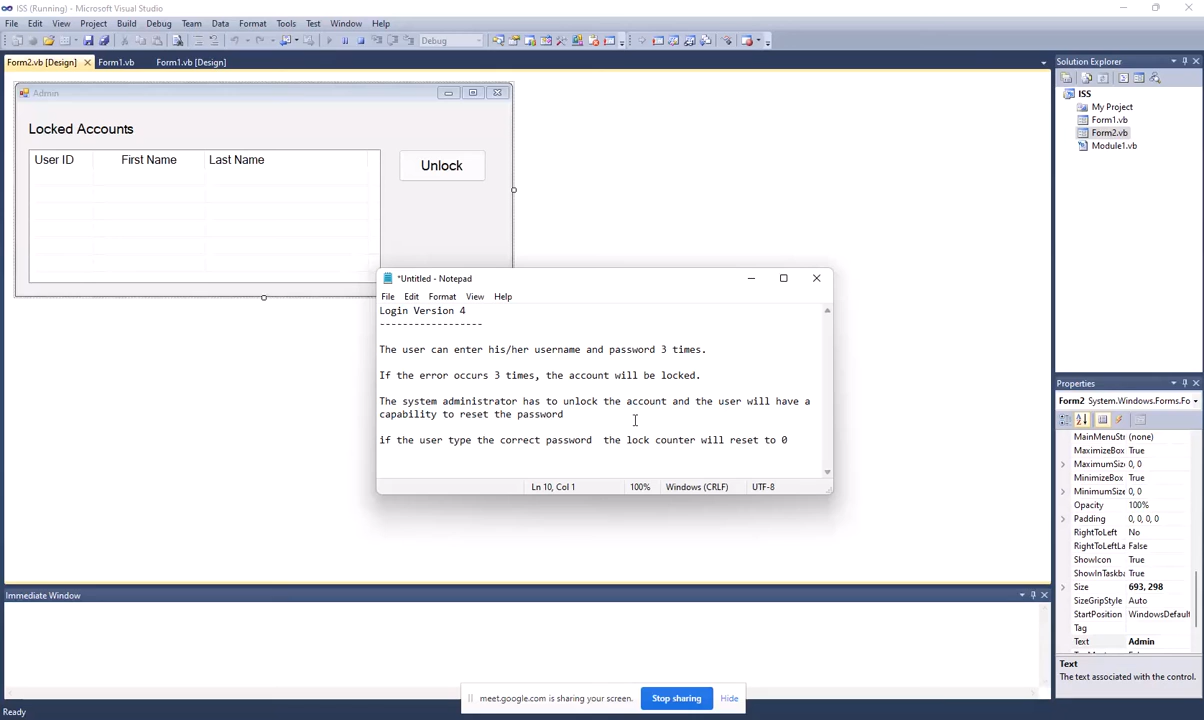 ISS (Running) - Microsoft Visual Studio
File Edit View Project Build Debug Team Data Format Tools Test Window Help
Debug
Form2.vb [Design] Form1.vb Form1.vb [Design]
Admin
Locked Accounts
User ID First Name Last Name
Unlock
*Untitled - Notepad
File Edit Format View Help
Login Version 4
------------------
The user can enter his/her username and password 3 times.
If the error occurs 3 times, the account will be locked.
The system administrator has to unlock the account and the user will have a
capability to reset the password
if the user type the correct password  the lock counter will reset to 0
Ln 10, Col 1 100% Windows (CRLF) UTF-8
Solution Explorer
ISS
My Project
Form1.vb
Form2.vb
Module1.vb
Properties
Form2 System.Windows.Forms.Fo
MainMenuStr (none)
MaximizeBox True
MaximumSize 0, 0
MinimizeBox True
MinimumSize 0, 0
Opacity 100%
Padding 0, 0, 0, 0
RightToLeft No
RightToLeftLa False
ShowIcon True
ShowInTaskba True
Size 693, 298
SizeGripStyle Auto
StartPosition WindowsDefault
Tag
Text Admin
Text
The text associated with the control.
Immediate Window
meet.google.com is sharing your screen. Stop sharing Hide
Ready